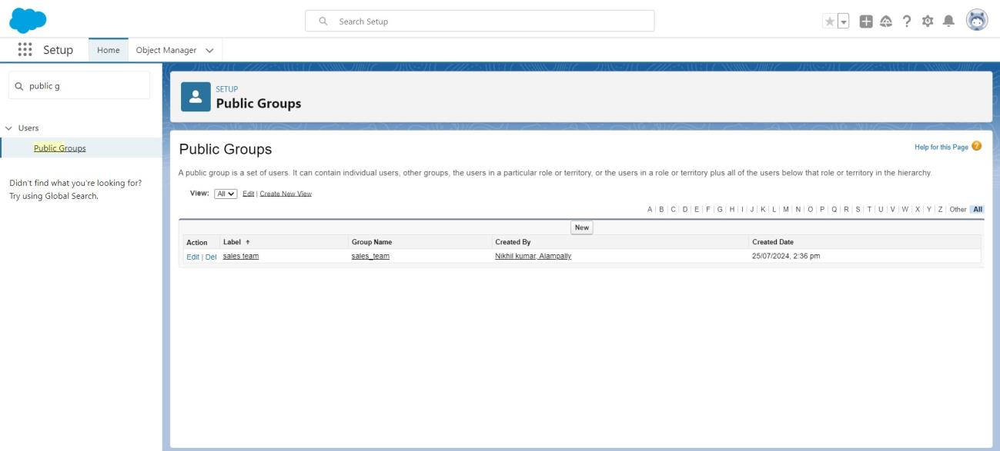 Search Setup
Setup Home Object Manager
public g
Users
Public Groups
Didn't find what you're looking for?
Try using Global Search.
SETUP
Public Groups
Public Groups
Help for this Page ?
A public group is a set of users. It can contain individual users, other groups, the users in a particular role or territory, or the users in a role or territory plus all of the users below that role or territory in the hierarchy.
View: All Edit | Create New View
A | B | C | D | E | F | G | H | I | J | K | L | M | N | O | P | Q | R | S | T | U | V | W | X | Y | Z | Other All
New
Action Label ↑ Group Name Created By Created Date
Edit | Del sales team sales_team Nikhil kumar, Alampally 25/07/2024, 2:36 pm